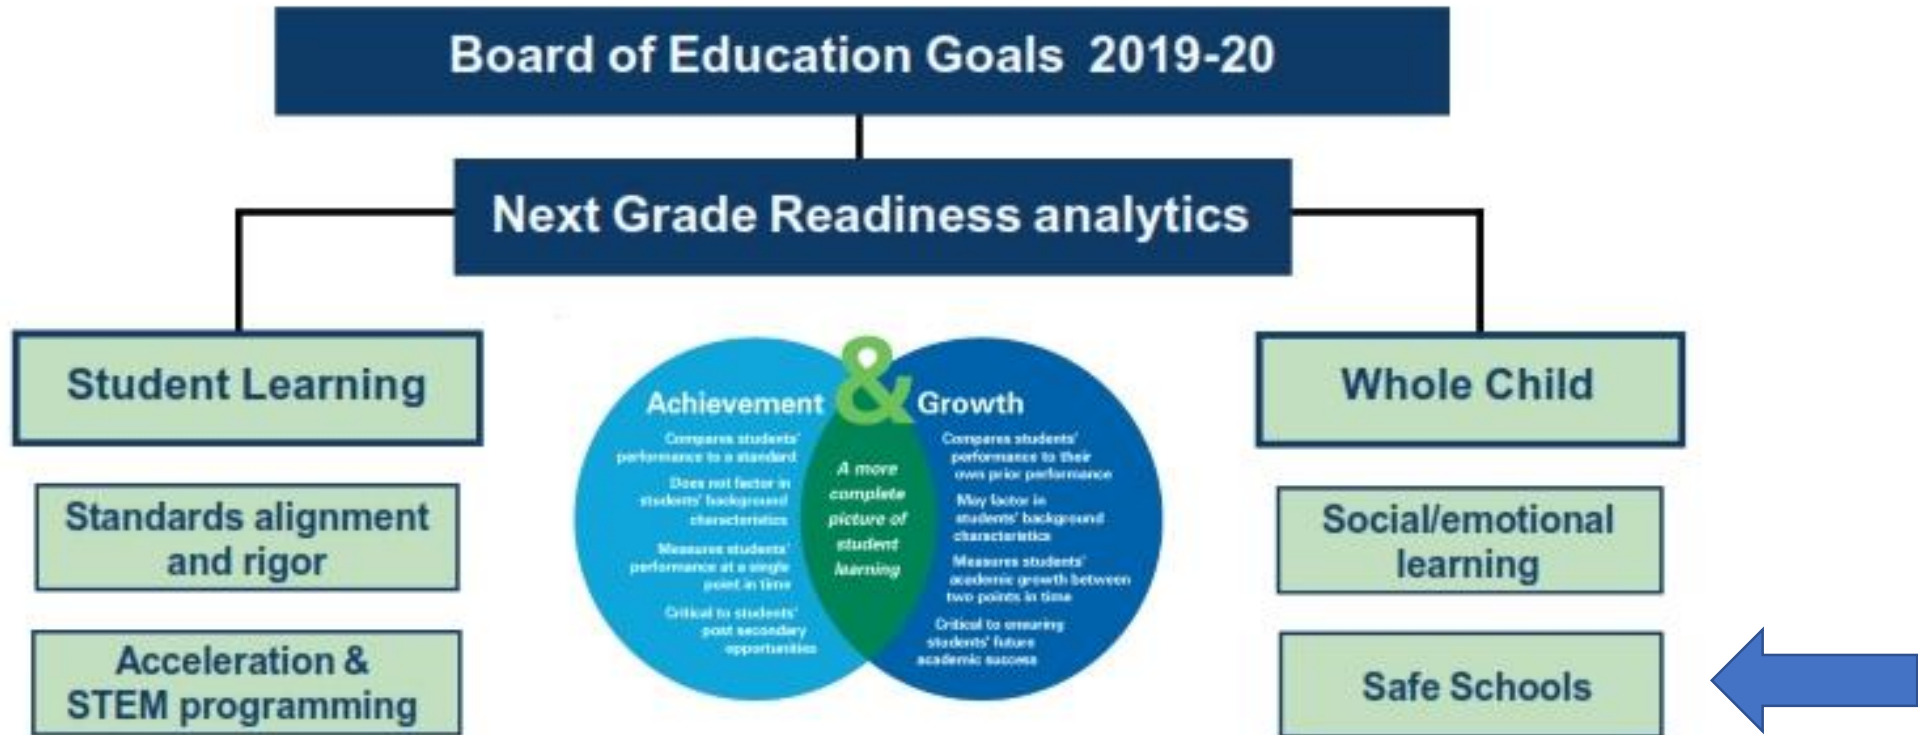 Board of Education Goals 2019-20
Next Grade Readiness analytics
Student Learning
Standards alignment
and rigor
Acceleration &
STEM programming
&
Achievement
Compares students'
performance to a standard
Does not factor in
students' background
characteristics
Measures students'
performance at a single
point in time
Critical to students'
post secondary
opportunities
A more
complete
picture of
student
learning
Growth
Compares students'
performance to their
own prior performance
May factor in
students' background
characteristics
Measures students'
academic growth between
two points in time
Critical to ensuring
students' future
academic success
Whole Child
Social/emotional
learning
Safe Schools